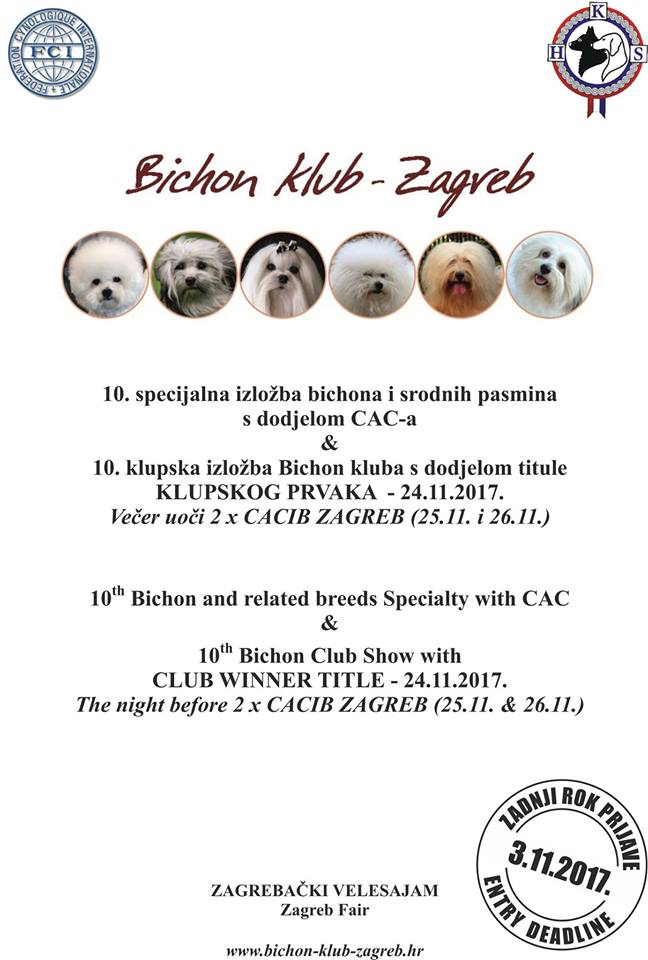 FEDERATION CYNOLOGIQUE INTERNATIONALE
FCI
H K S
Bichon Klub - Zagreb
10. specijalna izložba bichona i srodnih pasmina
s dodjelom CAC-a
&
10. klupska izložba Bichon kluba s dodjelom titule
KLUPSKOG PRVAKA - 24.11.2017.
Večer uoči 2 x CACIB ZAGREB (25.11. i 26.11.)
10th Bichon and related breeds Specialty with CAC
&
10th Bichon Club Show with
CLUB WINNER TITLE - 24.11.2017.
The night before 2 x CACIB ZAGREB (25.11. & 26.11.)
ZADNJI ROK PRIJAVE
3.11.2017.
ENTRY DEADLINE
ZAGREBAČKI VELESAJAM
Zagreb Fair
www.bichon-klub-zagreb.hr